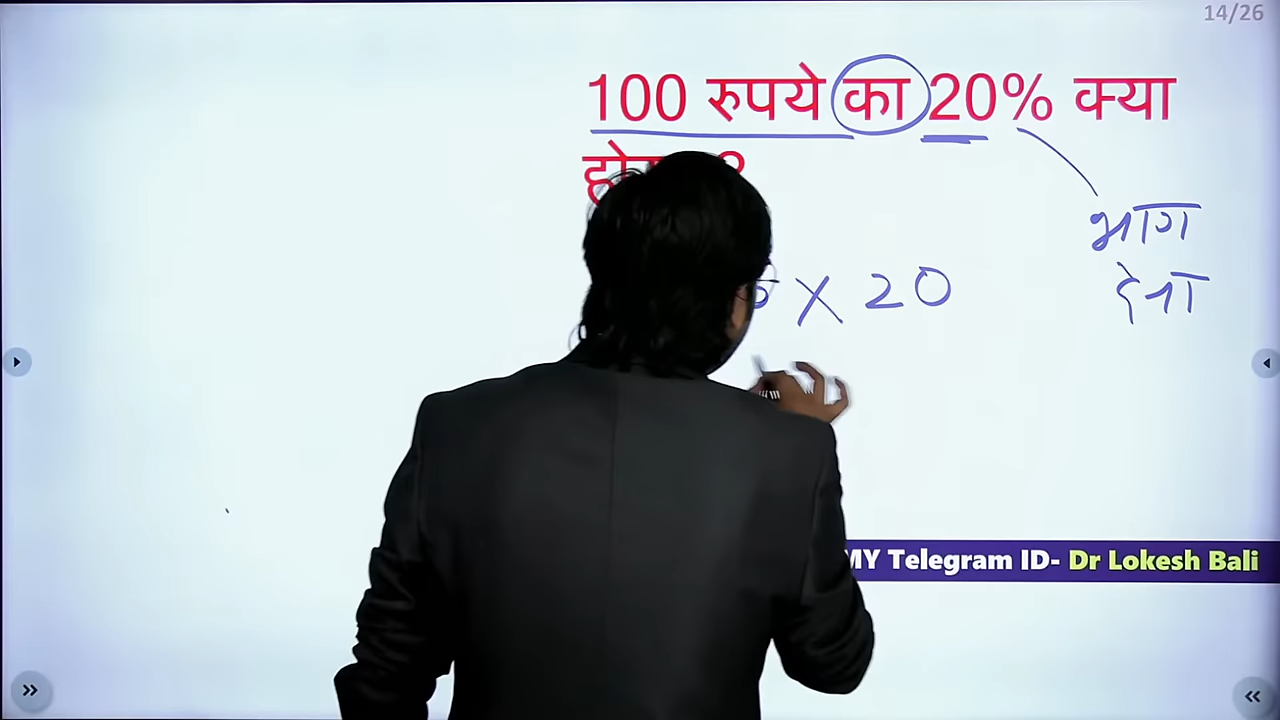 14/26
100 रुपये का 20% क्या
भाग
X 20
देना
MY Telegram ID- Dr Lokesh Bali